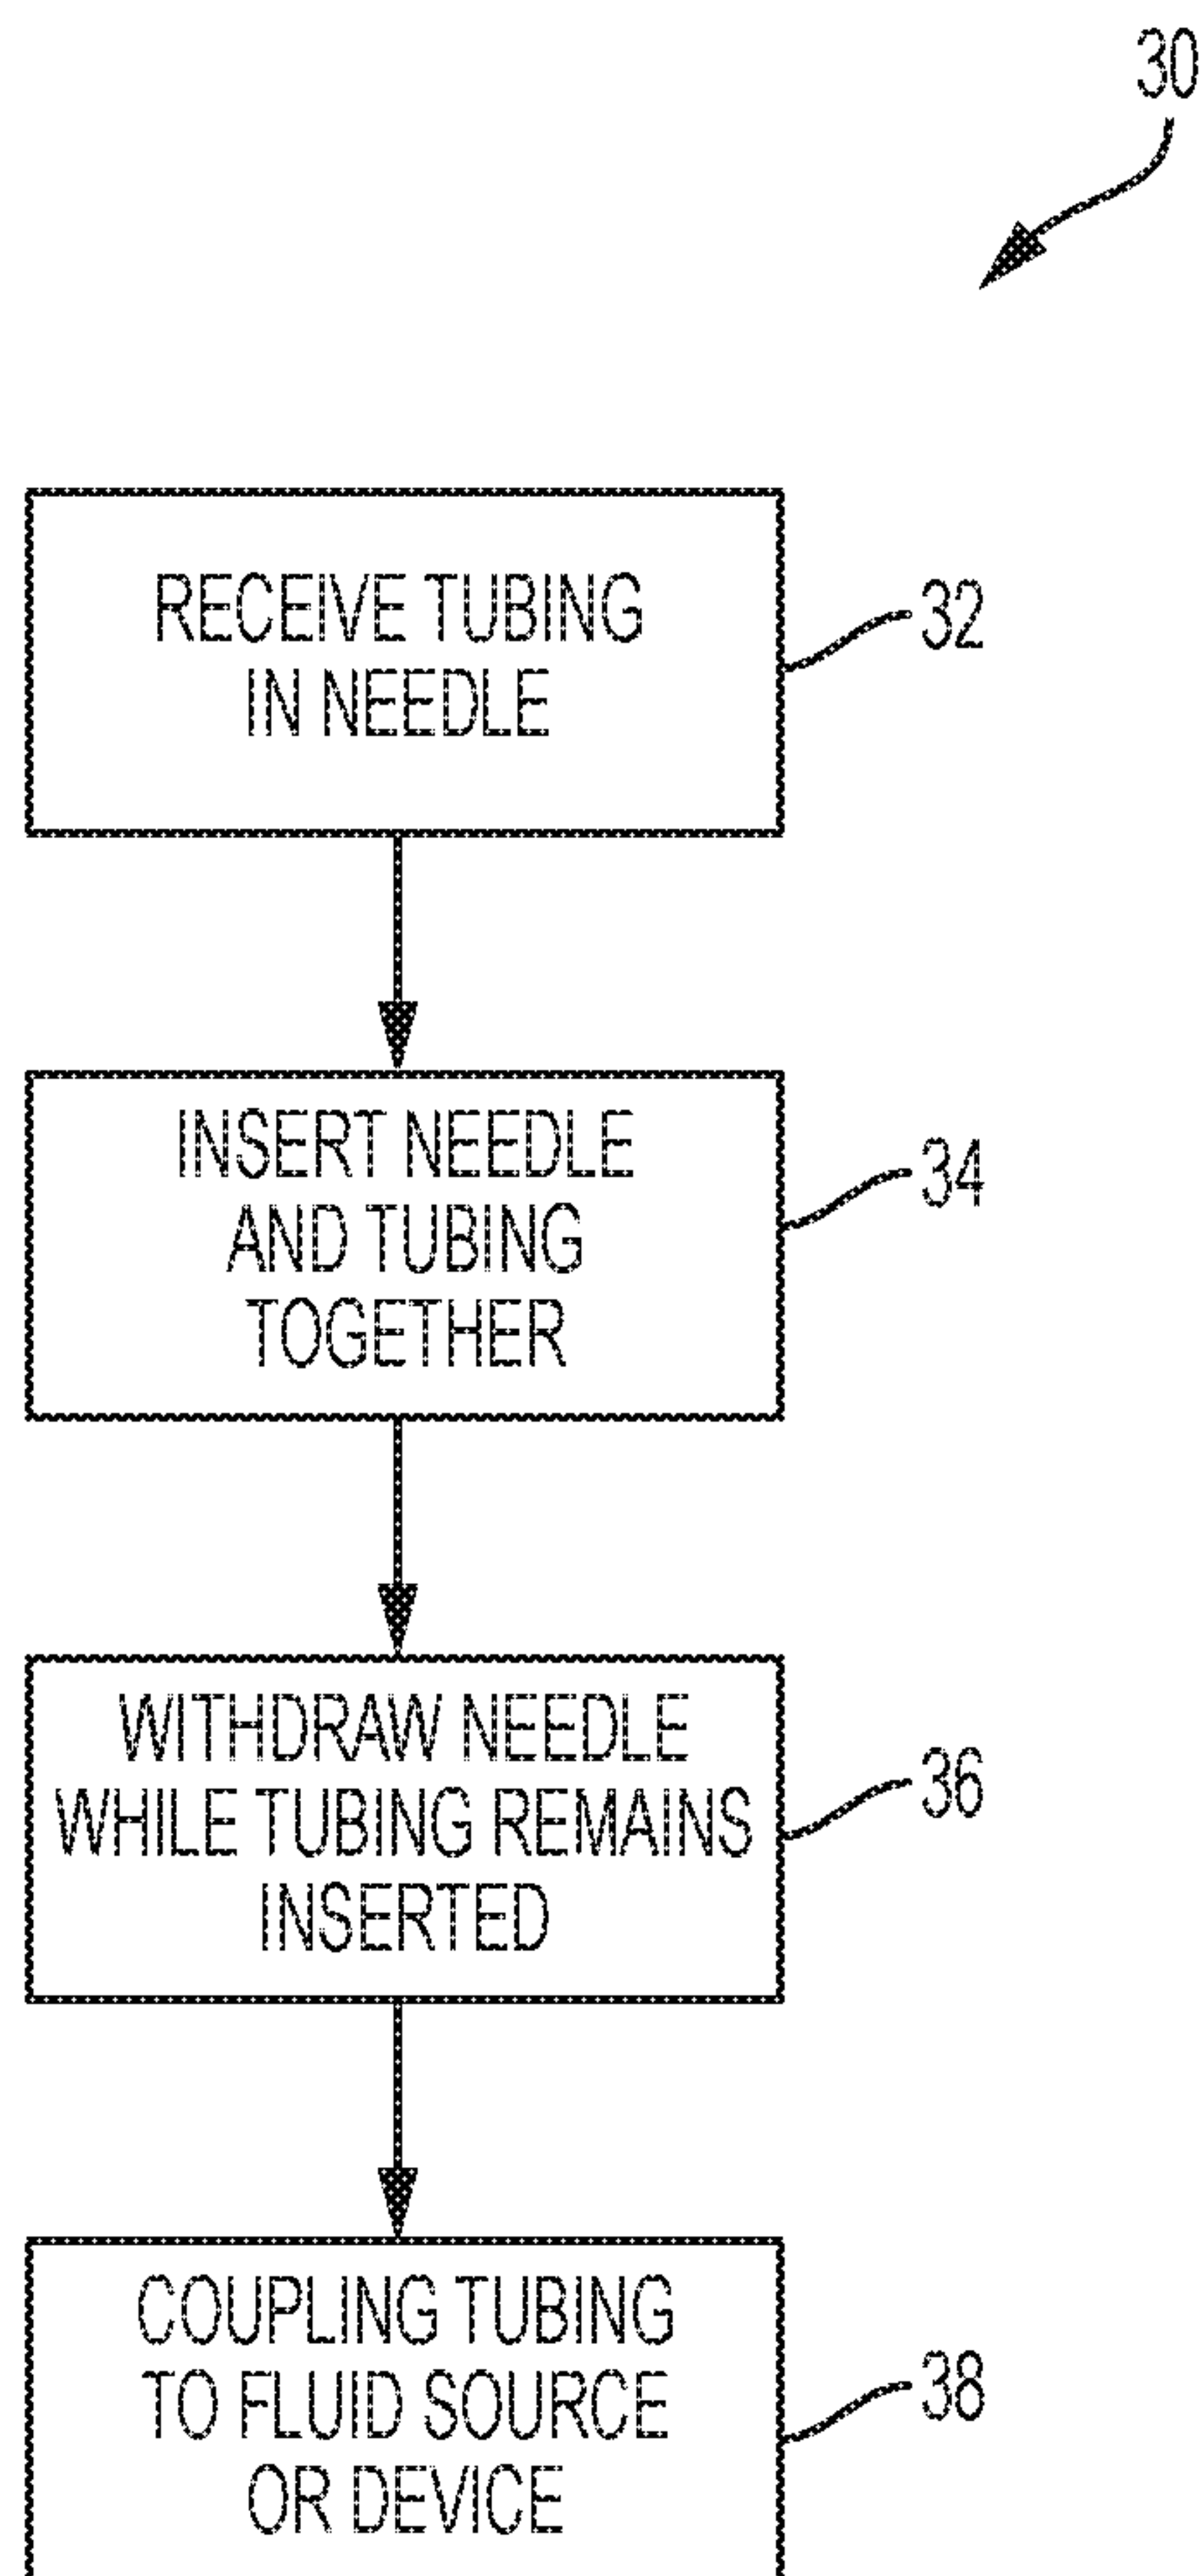 30
RECEIVE TUBING
IN NEEDLE
32
INSERT NEEDLE
AND TUBING
TOGETHER
34
WITHDRAW NEEDLE
WHILE TUBING REMAINS
INSERTED
36
COUPLING TUBING
TO FLUID SOURCE
OR DEVICE
38